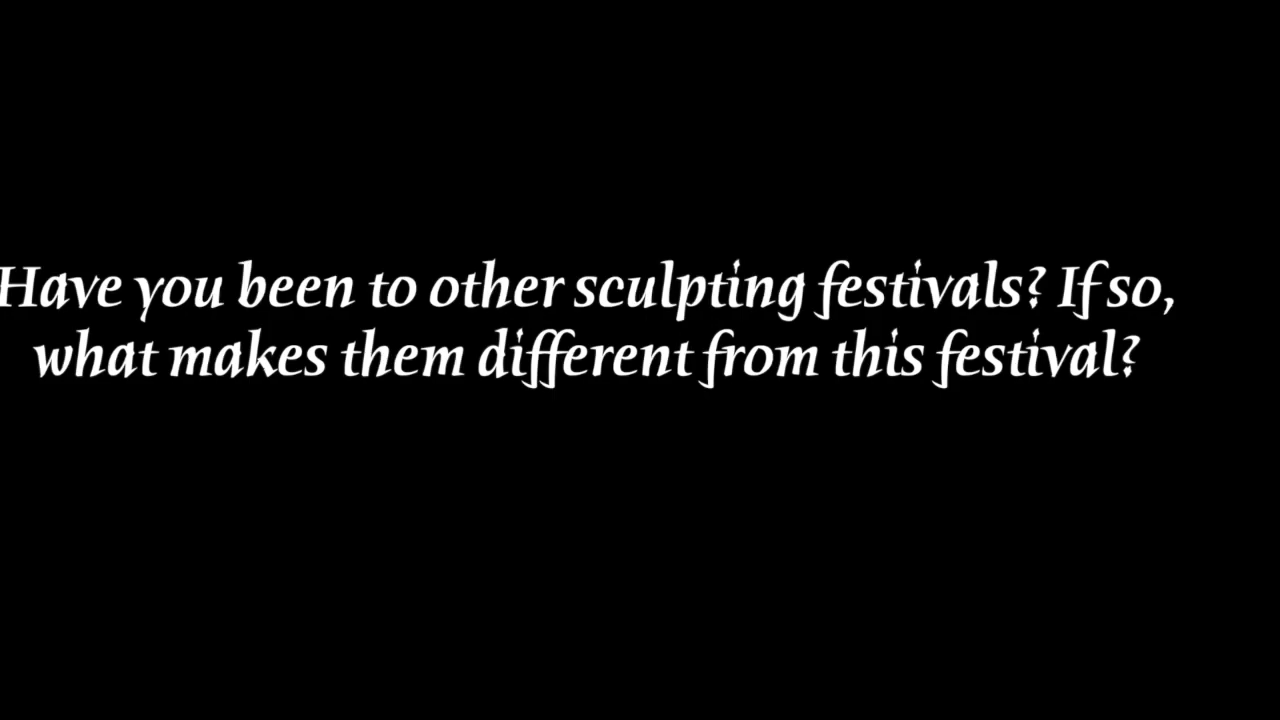 Have you been to other sculpting festivals? If so,
what makes them different from this festival?